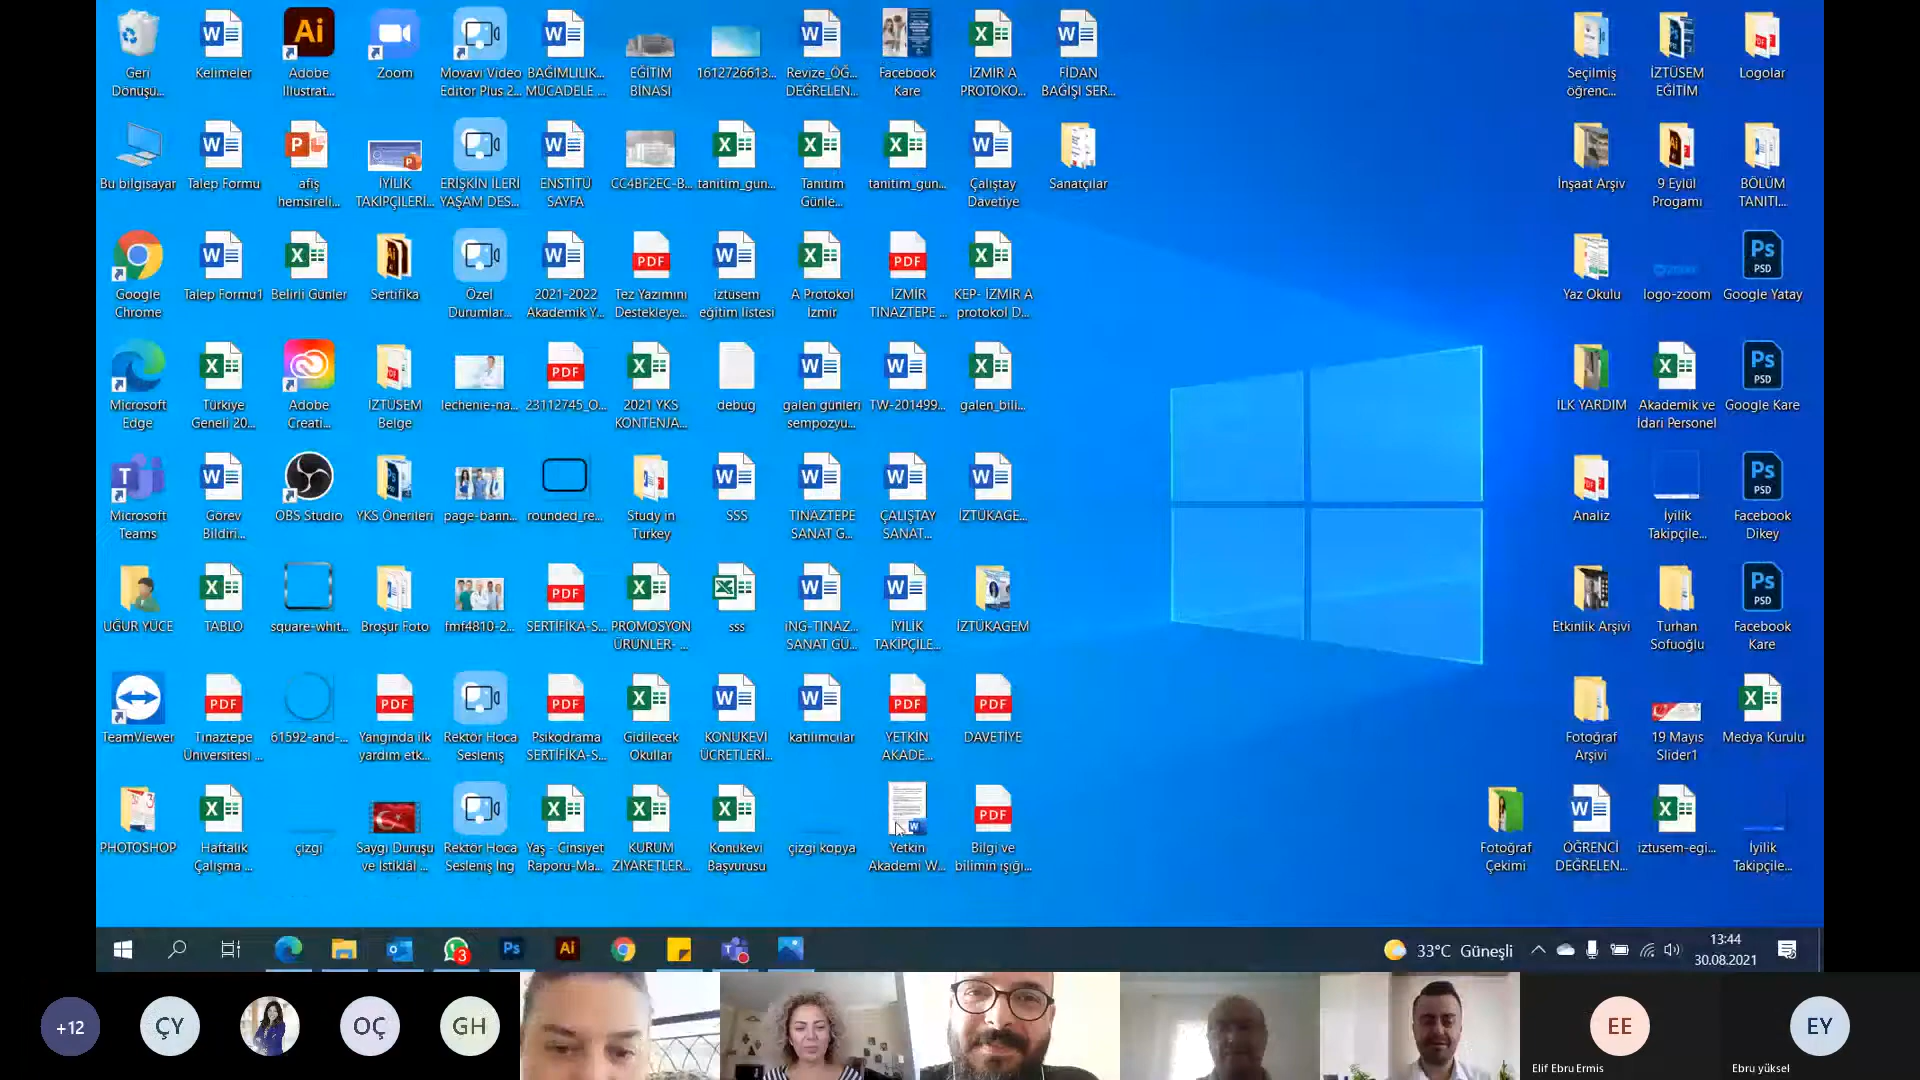 Geri Dönüşü...
Kelimeler
Adobe Illustrat...
Zoom
Movavi Video Editor Plus 2...
BAĞIMLILIK... MÜCADELE ...
EĞİTİM BİNASI
1612726613...
Revize_ÖĞ... DEĞRELEN...
Facebook Kare
İZMİR A PROTOKO...
FİDAN BAĞIŞI SER...
Seçilmiş öğrenc...
İZTÜSEM EĞİTİM
Logolar
Bu bilgisayar
Talep Formu
afiş hemşireli...
İYİLİK TAKİPÇİLERİ...
ERİŞKİN İLERİ YAŞAM DES...
ENSTİTÜ SAYFA
CC4BF2EC-B...
tanıtım_gun...
Tanıtım Günle...
tanıtım_gun...
Çalıştay Davetiye
Sanatçılar
İnşaat Arşiv
9 Eylül Progamı
BÖLÜM TANITI...
Google Chrome
Talep Formu1
Belirli Günler
Sertifika
Özel Durumlar...
2021-2022 Akademik Y...
Tez Yazımını Destekleye...
iztusem eğitim listesi
A Protokol İzmir
İZMİR TINAZTEPE ...
KEP- İZMİR A protokol D...
Yaz Okulu
logo-zoom
Google Yatay
Microsoft Edge
Türkiye Geneli 20...
Adobe Creati...
İZTÜSEM Belge
lechenie-na...
23112745_O...
2021 YKS KONTENJA...
debug
galen günleri sempozyu...
TW-201499...
galen_bili...
İLK YARDIM
Akademik ve İdari Personel
Google Kare
Microsoft Teams
Görev Bildiri...
OBS Studio
YKS Önerileri
page-bann...
rounded_re...
Study in Turkey
SSS
TINAZTEPE SANAT G...
ÇALIŞTAY SANAT...
İZTÜKAGE...
Analiz
İyilik Takipçile...
Facebook Dikey
UĞUR YÜCE
TABLO
square-whit...
Broşur Foto
fmf4810-2...
SERTİFİKA-S...
PROMOSYON ÜRÜNLER- ...
sss
iNG-TINAZ... SANAT GÜ...
İYİLİK TAKİPÇİLE...
İZTÜKAGEM
Etkinlik Arşivi
Turhan Sofuoğlu
Facebook Kare
TeamViewer
Tınaztepe Üniversitesi ...
61592-and-...
Yangında ilk yardım etk...
Rektör Hoca Sesleniş
Psikodrama SERTİFİKA-S...
Gidilecek Okullar
KONUKEVİ ÜCRETLERİ...
katılımcılar
YETKİN AKADE...
DAVETİYE
Fotoğraf Arşivi
19 Mayıs Slider1
Medya Kurulu
PHOTOSHOP
Haftalık Çalışma ...
çizgi
Saygı Duruşu ve İstiklâl ...
Rektör Hoca Sesleniş İng
Yaş - Cinsiyet Raporu-Ma...
KURUM ZİYARETLER...
Konukevi Başvurusu
çizgi kopya
Yetkin Akademi W...
Bilgi ve bilimin ışığı...
Fotoğraf Çekimi
ÖĞRENCİ DEĞRELEN...
iztusem-egi...
İyilik Takipçile...
33°C Güneşli
13:44
30.08.2021
+12
ÇY
OÇ
GH
EE
Elif Ebru Ermis
EY
Ebru yüksel